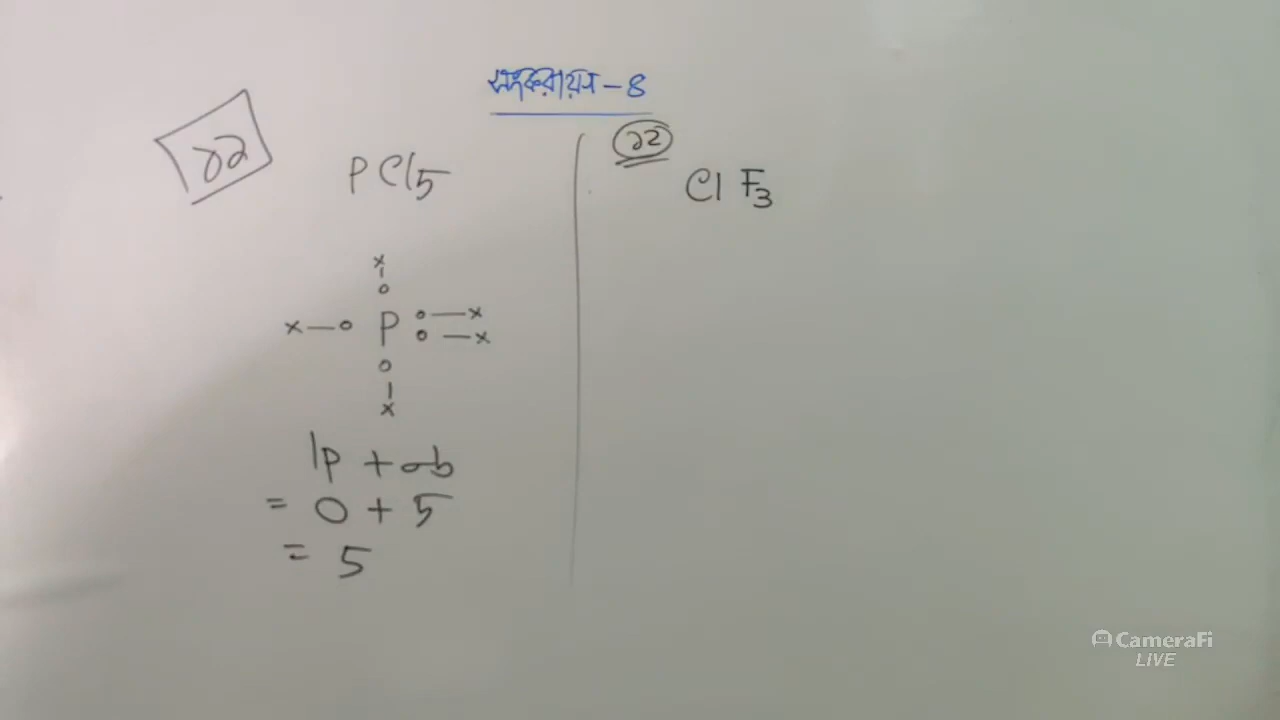 সংকরায়ণ-৪
১১
PCl5
x
o
x—o P o—x
o—x
o
x
lp + σb
= 0 + 5
= 5
১২
Cl F3
CameraFi
LIVE